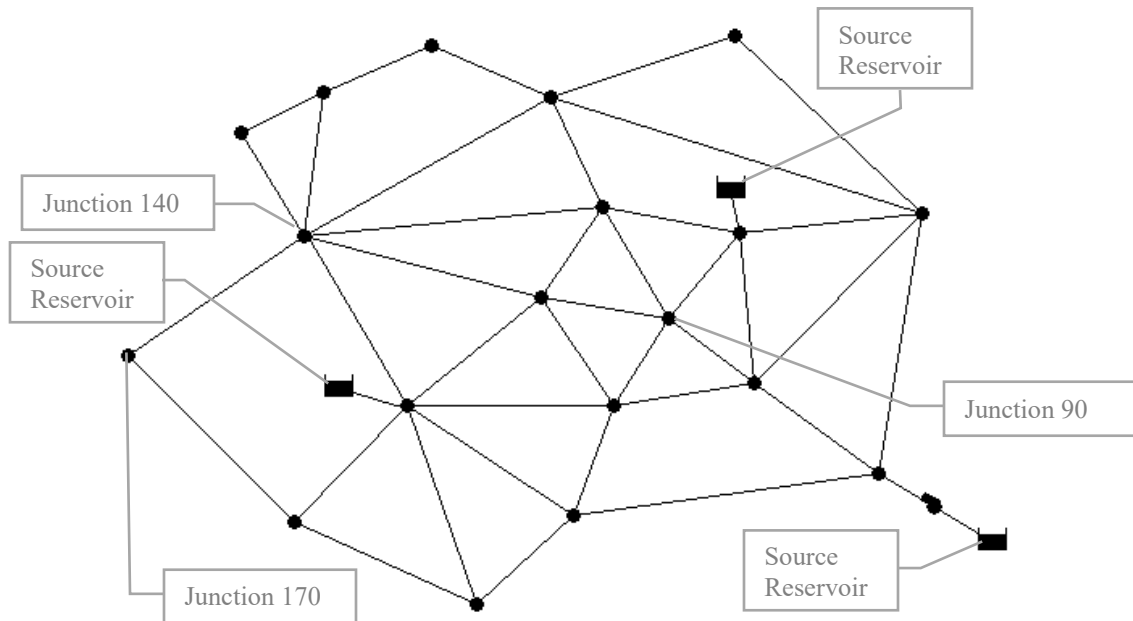 Source
Reservoir
Junction 140
Source
Reservoir
Junction 90
Source
Reservoir
Junction 170